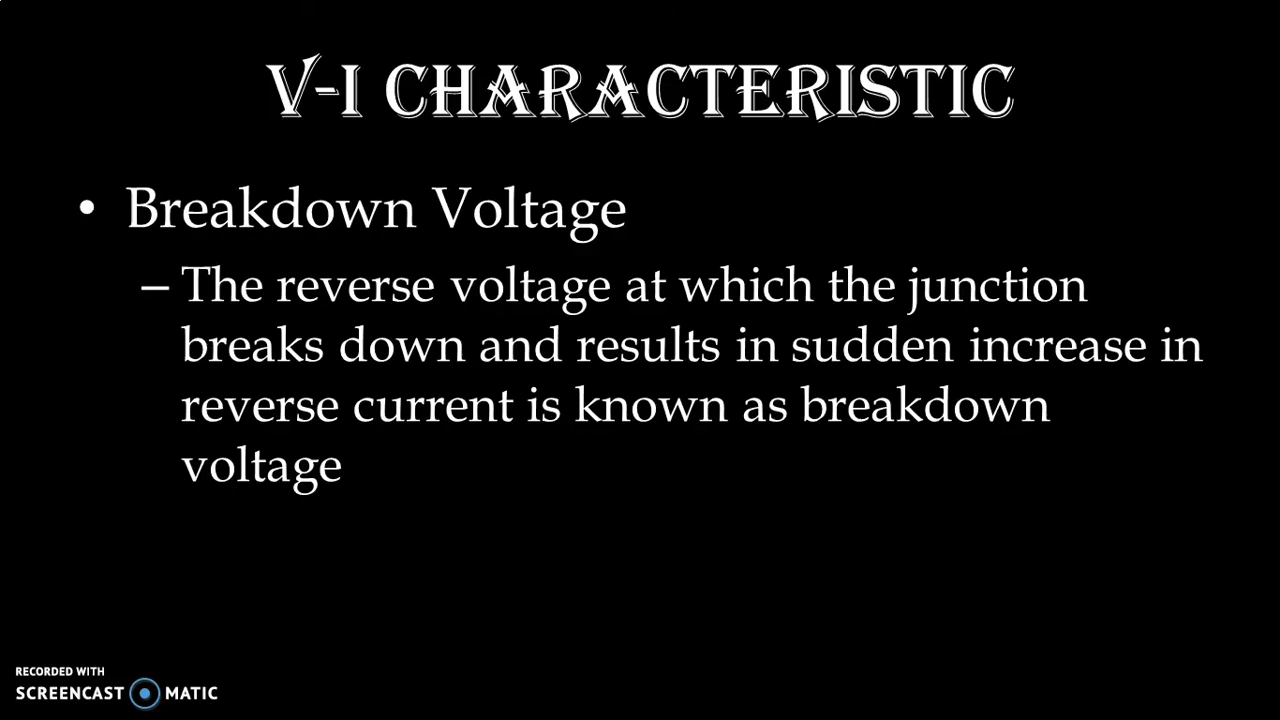 V-I CHARACTERISTIC
• Breakdown Voltage
– The reverse voltage at which the junction
breaks down and results in sudden increase in
reverse current is known as breakdown
voltage
RECORDED WITH
SCREENCAST MATIC